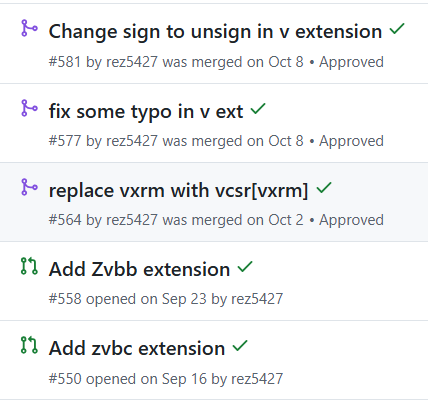 Change sign to unsign in v extension
#581 by rez5427 was merged on Oct 8 • Approved
fix some typo in v ext
#577 by rez5427 was merged on Oct 8 • Approved
replace vxrm with vcsr[vxrm]
#564 by rez5427 was merged on Oct 2 • Approved
Add Zvbb extension
#558 opened on Sep 23 by rez5427
Add zvbc extension
#550 opened on Sep 16 by rez5427